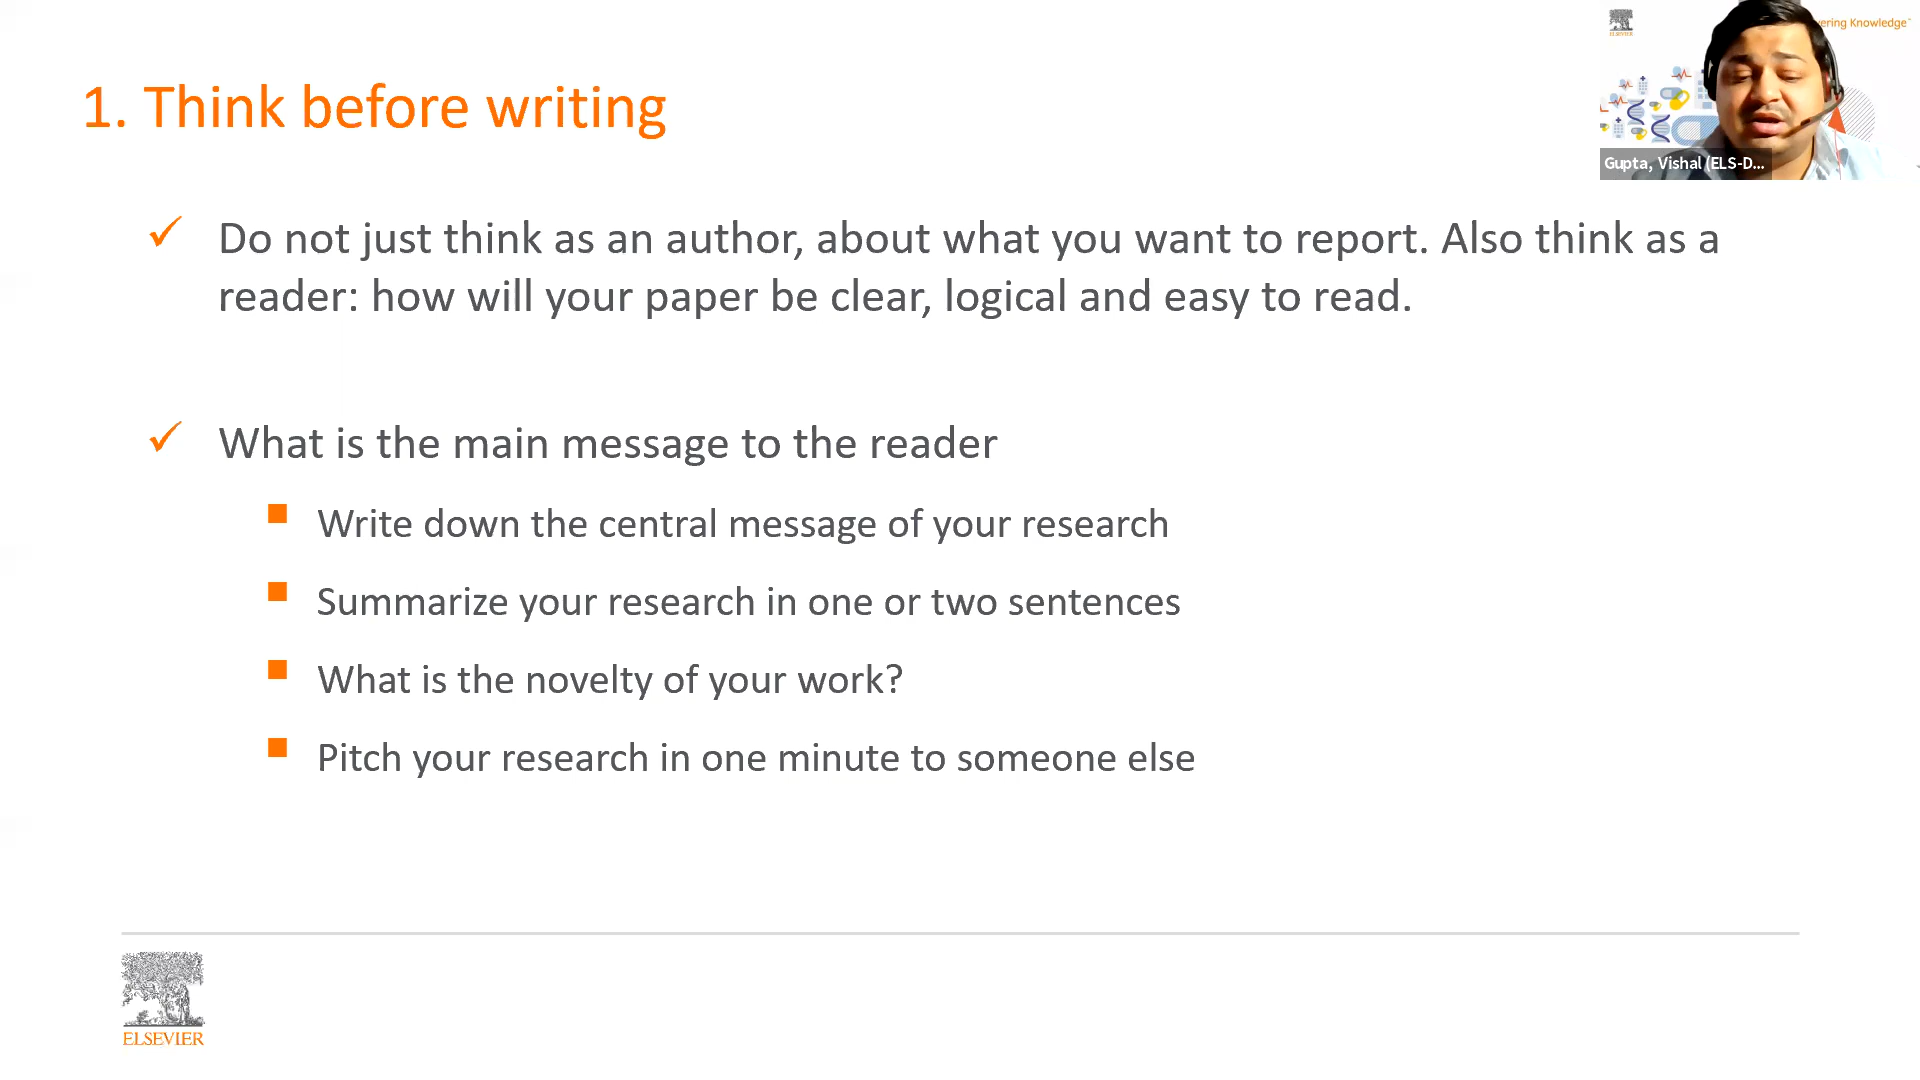 1. Think before writing
ELSEVIER
ering Knowledge
Gupta, Vishal (ELS-D...
Do not just think as an author, about what you want to report. Also think as a
reader: how will your paper be clear, logical and easy to read.
What is the main message to the reader
Write down the central message of your research
Summarize your research in one or two sentences
What is the novelty of your work?
Pitch your research in one minute to someone else
ELSEVIER